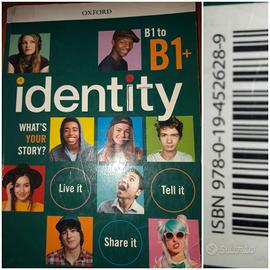 OXFORD
B1 to
B1+
identity
WHAT'S
YOUR
STORY?
Live it
Tell it
Share it
ISBN 978-0-19-452628-9